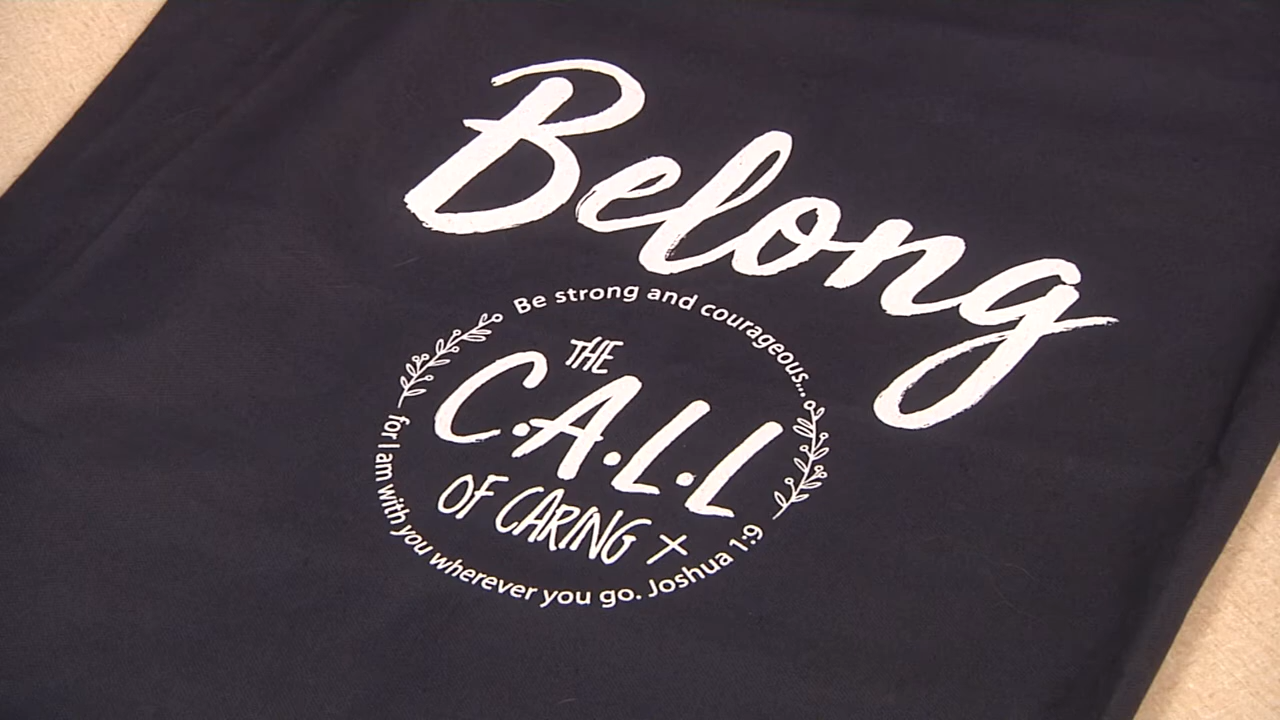 Belong
Be strong and courageous...
THE
C.A.L.L
OF CARING
for I am with you wherever you go. Joshua 1:9